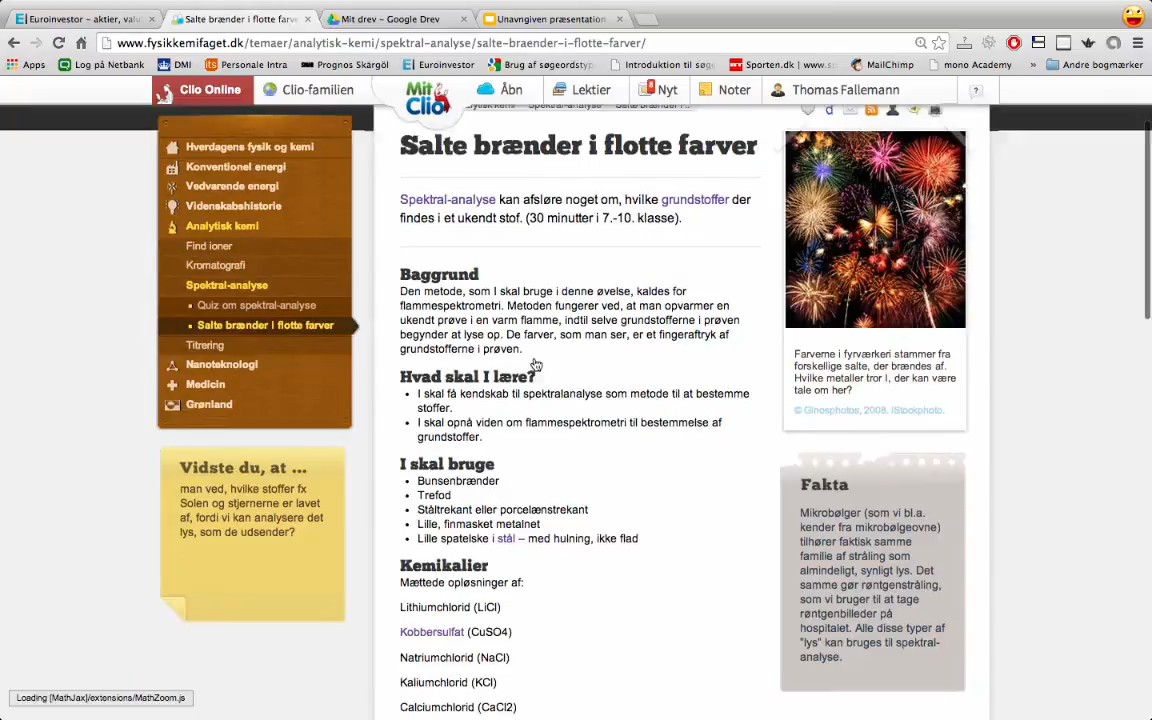 Euroinvestor – aktier, valu
Salte brænder i flotte farv
Mit drev – Google Drev
Unavngiven præsentation
www.fysikkemifaget.dk/temaer/analytisk-kemi/spektral-analyse/salte-braender-i-flotte-farver/
Apps
Log på Netbank
DMI
Personale Intra
Prognos Skärgöl
Euroinvestor
Brug af søgeordstyp
Introduktion til søg
Sporten.dk
MailChimp
mono Academy
»
Andre bogmærker
Clio Online
Clio-familien
Mit Clio
Åbn
Lektier
Nyt
Noter
Thomas Fallemann
?
Hverdagens fysik og kemi
Konventionel energi
Vedvarende energi
Videnskabshistorie
Analytisk kemi
Find ioner
Kromatografi
Spektral-analyse
Quiz om spektral-analyse
Salte brænder i flotte farver
Titrering
Nanoteknologi
Medicin
Grønland
Vidste du, at ...
man ved, hvilke stoffer fx
Solen og stjernerne er lavet
af, fordi vi kan analysere det
lys, som de udsender?
Salte brænder i flotte farver
Spektral-analyse kan afsløre noget om, hvilke grundstoffer der
findes i et ukendt stof. (30 minutter i 7.-10. klasse).
Baggrund
Den metode, som I skal bruge i denne øvelse, kaldes for
flammespektrometri. Metoden fungerer ved, at man opvarmer en
ukendt prøve i en varm flamme, indtil selve grundstofferne i prøven
begynder at lyse op. De farver, som man ser, er et fingeraftryk af
grundstofferne i prøven.
Hvad skal I lære?
I skal få kendskab til spektralanalyse som metode til at bestemme
stoffer.
I skal opnå viden om flammespektrometri til bestemmelse af
grundstoffer.
I skal bruge
Bunsenbrænder
Trefod
Ståltrekant eller porcelænstrekant
Lille, finmasket metalnet
Lille spatelske i stål – med hulning, ikke flad
Kemikalier
Mættede opløsninger af:
Lithiumchlorid (LiCl)
Kobbersulfat (CuSO4)
Natriumchlorid (NaCl)
Kaliumchlorid (KCl)
Calciumchlorid (CaCl2)
Farverne i fyrværkeri stammer fra
forskellige salte, der brændes af.
Hvilke metaller tror I, der kan være
tale om her?
© Ginosphotos, 2008. iStockphoto.
Fakta
Mikrobølger (som vi bl.a.
kender fra mikrobølgeovne)
tilhører faktisk samme
familie af stråling som
almindeligt, synligt lys. Det
samme gør røntgenstråling,
som vi bruger til at tage
røntgenbilleder på
hospitalet. Alle disse typer af
"lys" kan bruges til spektral-
analyse.
Loading [MathJax]/extensions/MathZoom.js